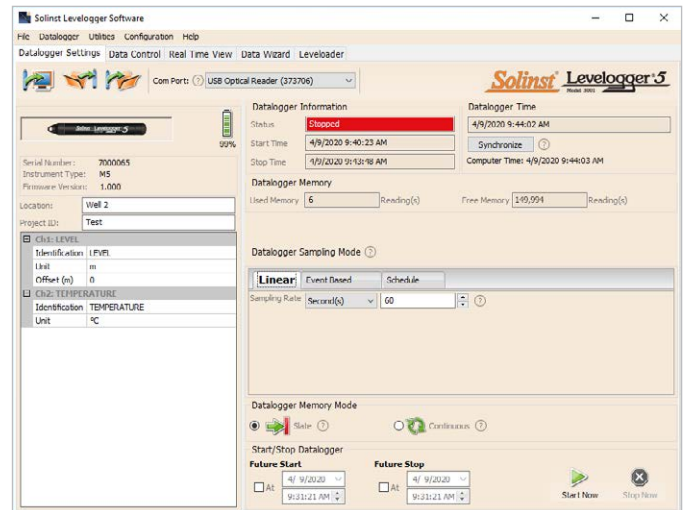 Solinst Levelogger Software
File Datalogger Utilities Configuration Help
Datalogger Settings Data Control Real Time View Data Wizard Leveloader
Com Port: ? USB Optical Reader (373706)
Solinst Levelogger 5
Model 3001
Solinst Levelogger 5
99%
Serial Number: 7000065
Instrument Type: M5
Firmware Version: 1.000
Location: Well 2
Project ID: Test
Ch1: LEVEL
Identification LEVEL
Unit m
Offset (m) 0
Ch2: TEMPERATURE
Identification TEMPERATURE
Unit °C
Datalogger Information
Status Stopped
Start Time 4/9/2020 9:40:23 AM
Stop Time 4/9/2020 9:43:48 AM
Datalogger Time
4/9/2020 9:44:02 AM
Synchronize ?
Computer Time: 4/9/2020 9:44:03 AM
Datalogger Memory
Used Memory 6 Reading(s) Free Memory 149,994 Reading(s)
Datalogger Sampling Mode ?
Linear Event Based Schedule
Sampling Rate Second(s) 60 ?
Datalogger Memory Mode
Slate ? Continuous ?
Start/Stop Datalogger
Future Start Future Stop
At 4/ 9/2020 At 4/ 9/2020
9:31:21 AM 9:31:21 AM
Start Now Stop Now